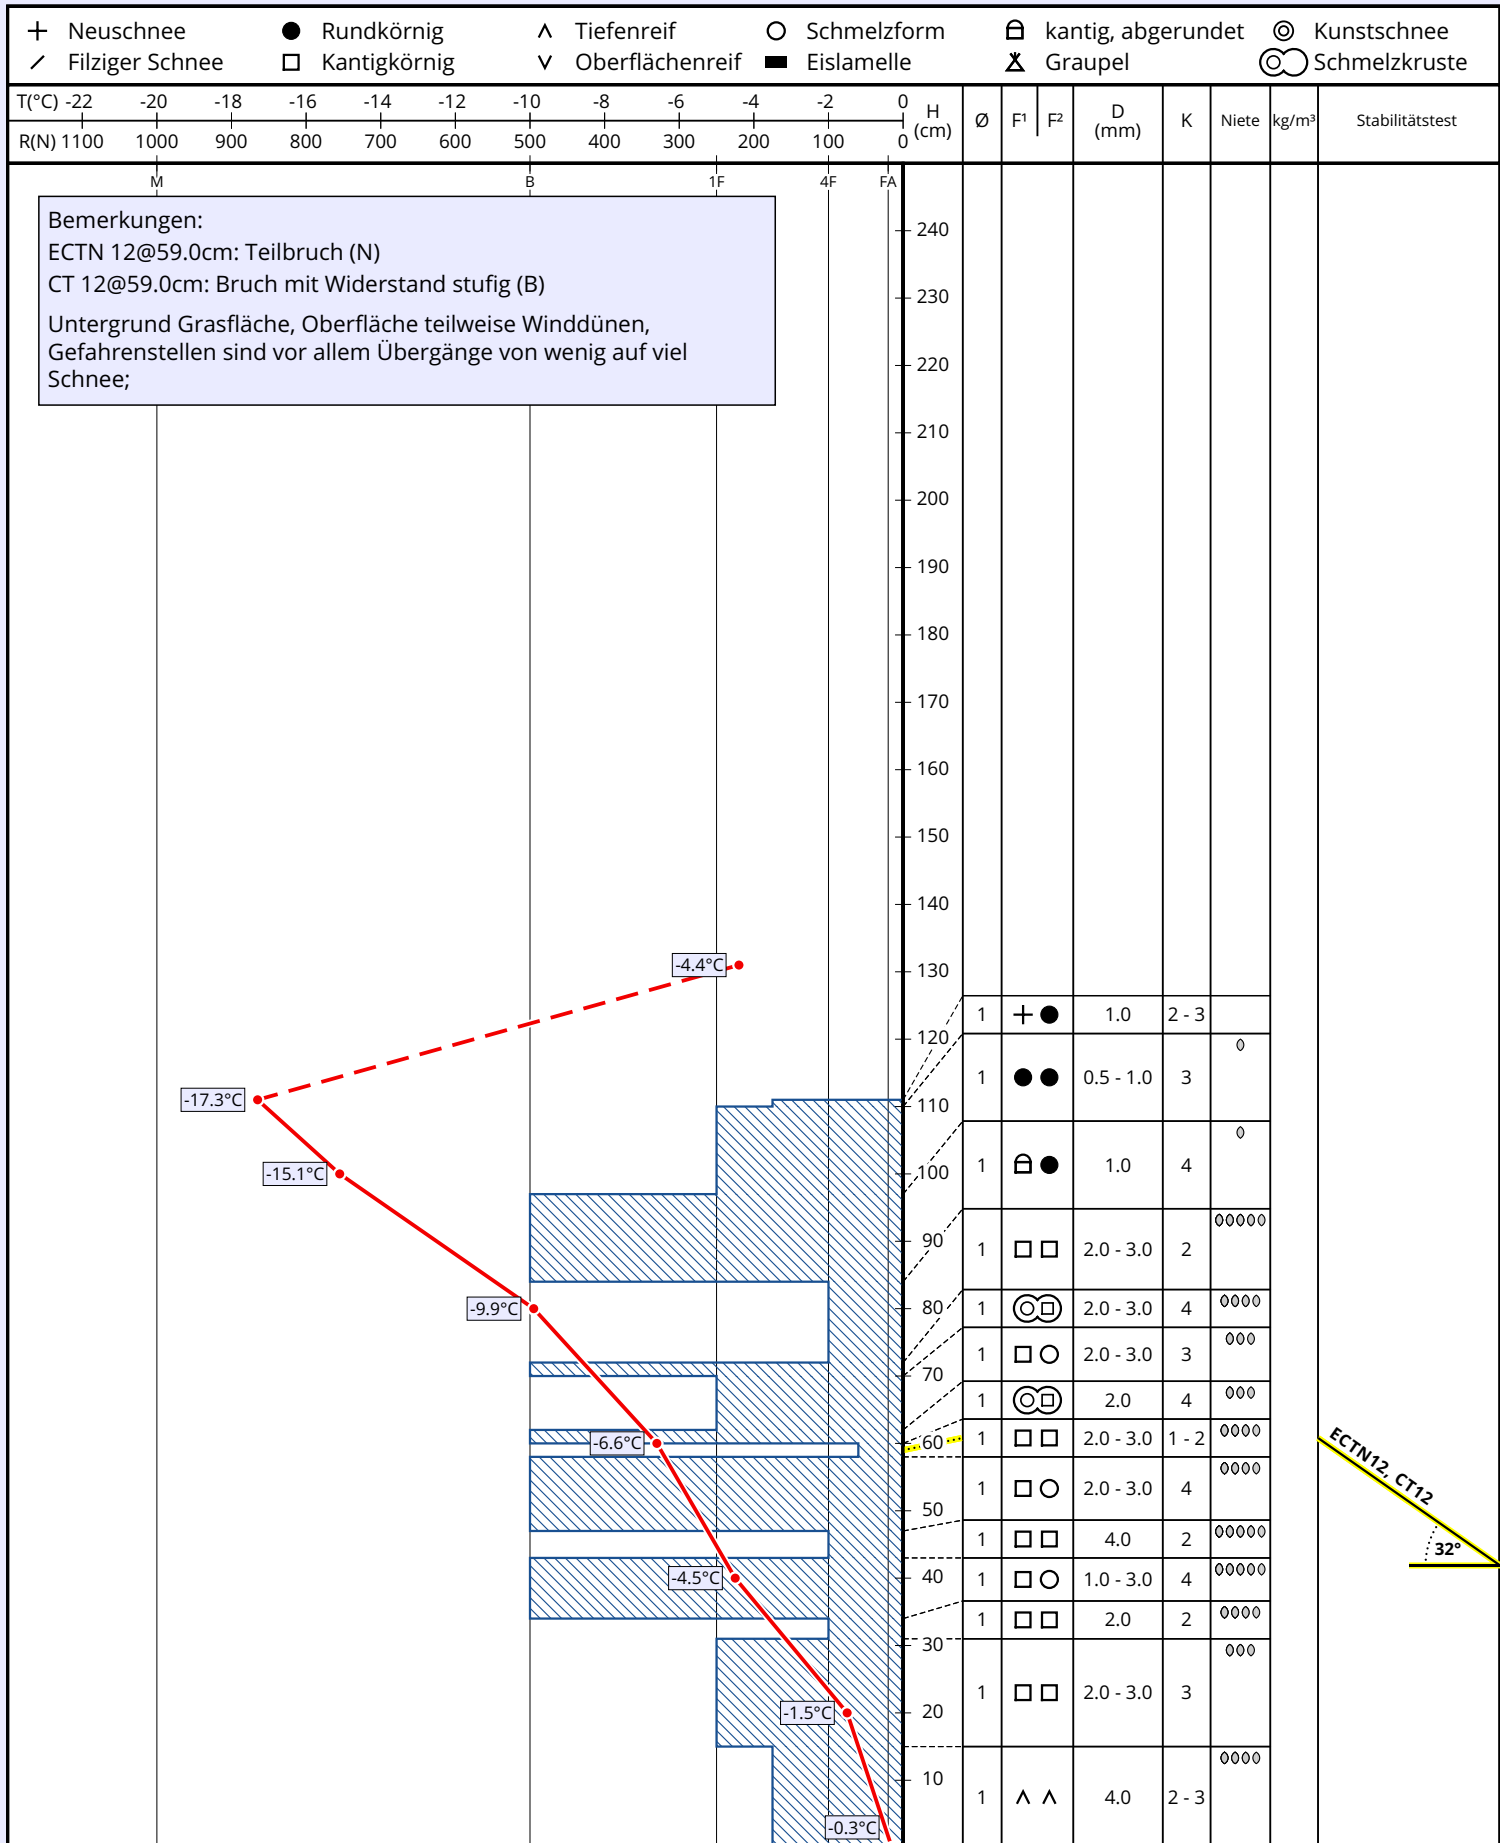 Neuschnee Rundkörnig Tiefenreif Schmelzform kantig, abgerundet Kunstschnee
Filziger Schnee Kantigkörnig Oberflächenreif Eislamelle Graupel Schmelzkruste
T(°C) -22 -20 -18 -16 -14 -12 -10 -8 -6 -4 -2 0
R(N) 1100 1000 900 800 700 600 500 400 300 200 100 0
H (cm) Ø F¹ F² D (mm) K Niete kg/m³ Stabilitätstest
M B 1F 4F FA
Bemerkungen:
ECTN 12@59.0cm: Teilbruch (N)
CT 12@59.0cm: Bruch mit Widerstand stufig (B)
Untergrund Grasfläche, Oberfläche teilweise Winddünen,
Gefahrenstellen sind vor allem Übergänge von wenig auf viel
Schnee;
240
230
220
210
200
190
180
170
160
150
140
-4.4°C
130
1 1.0 2 - 3
120
1 0.5 - 1.0 3
-17.3°C
110
1 1.0 4
-15.1°C
100
90
1 2.0 - 3.0 2
-9.9°C
80
1 2.0 - 3.0 4
1 2.0 - 3.0 3
70
1 2.0 4
-6.6°C
60
1 2.0 - 3.0 1 - 2
ECTN12, CT12
1 2.0 - 3.0 4
50
1 4.0 2
32°
-4.5°C
40
1 1.0 - 3.0 4
1 2.0 2
30
1 2.0 - 3.0 3
-1.5°C
20
10
1 4.0 2 - 3
-0.3°C